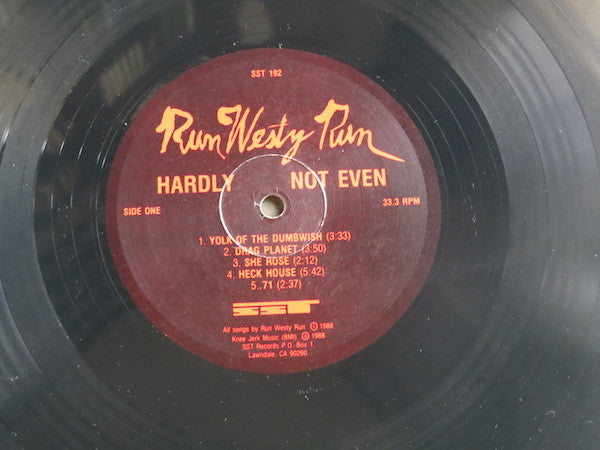 SST 192
Run Westy Run
HARDLY NOT EVEN
SIDE ONE
33.3 RPM
1. YOLK OF THE DUMBWISH (3:33)
2. DRAG PLANET (3:50)
3. SHE ROSE (2:12)
4. HECK HOUSE (5:42)
5. .71 (2:37)
SST
All songs by Run Westy Run Ⓒ 1988
Knee Jerk Music (BMI) Ⓟ 1988
SST Records P.O. Box 1,
Lawndale, CA 90260